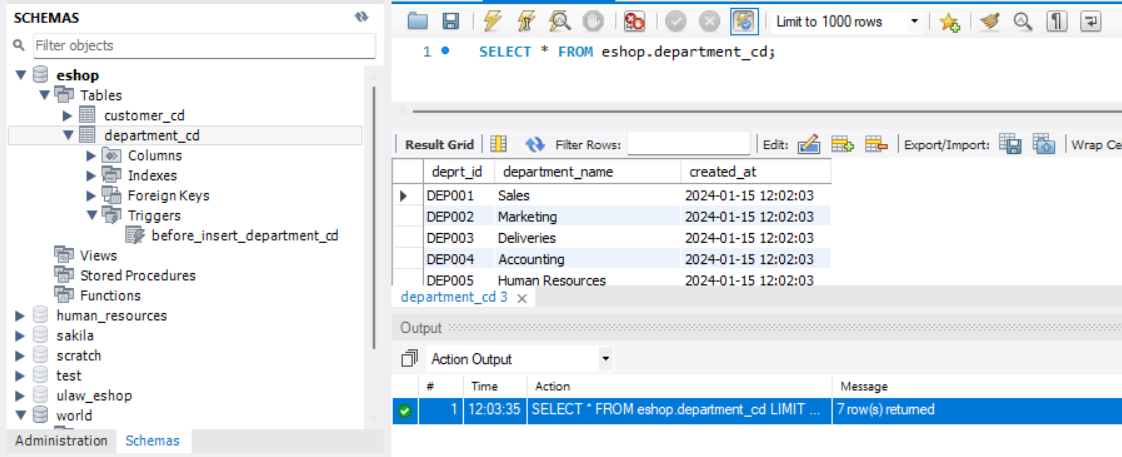 SCHEMAS
Filter objects
eshop
Tables
customer_cd
department_cd
Columns
Indexes
Foreign Keys
Triggers
before_insert_department_cd
Views
Stored Procedures
Functions
human_resources
sakila
scratch
test
ulaw_eshop
world
Administration Schemas
Limit to 1000 rows
1 SELECT * FROM eshop.department_cd;
Result Grid Filter Rows: Edit: Export/Import: Wrap Ce
deprt_id department_name created_at
DEP001 Sales 2024-01-15 12:02:03
DEP002 Marketing 2024-01-15 12:02:03
DEP003 Deliveries 2024-01-15 12:02:03
DEP004 Accounting 2024-01-15 12:02:03
DEP005 Human Resources 2024-01-15 12:02:03
department_cd 3
Output
Action Output
# Time Action Message
1 12:03:35 SELECT * FROM eshop.department_cd LIMIT ... 7 row(s) returned